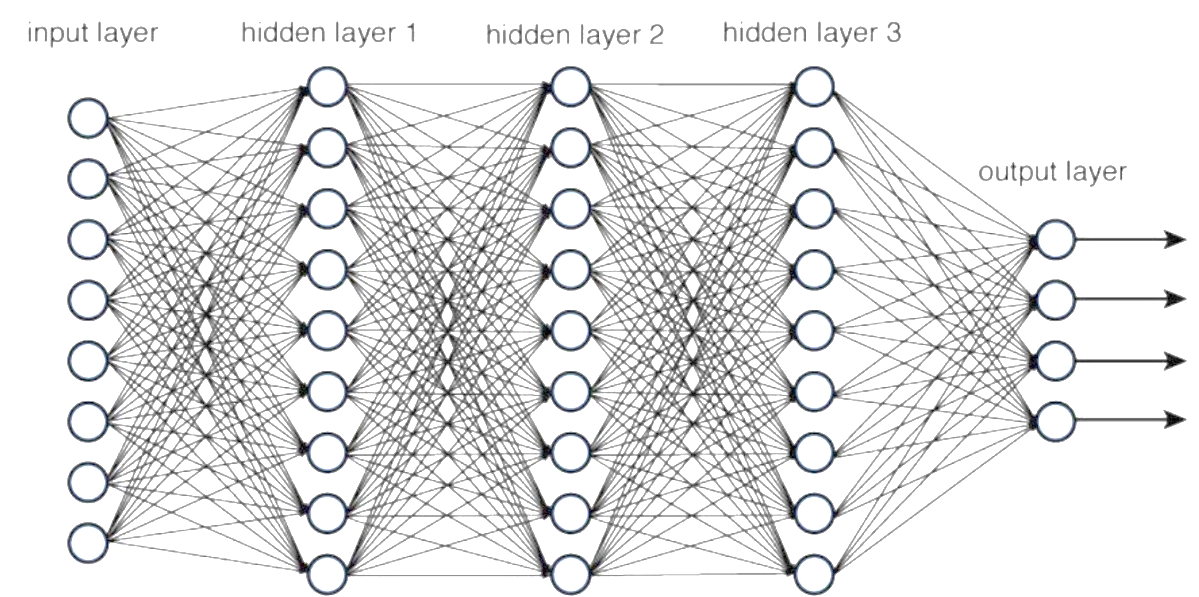 input layer
hidden layer 1
hidden layer 2
hidden layer 3
output layer